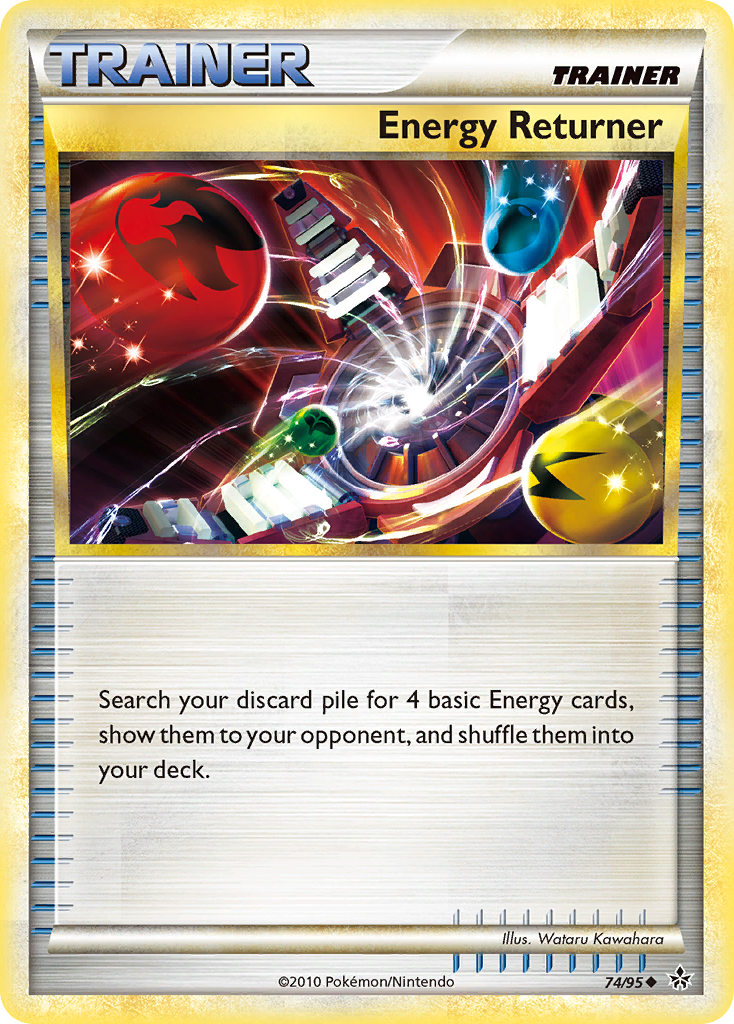 TRAINER
TRAINER
Energy Returner
Search your discard pile for 4 basic Energy cards,
show them to your opponent, and shuffle them into
your deck.
Illus. Wataru Kawahara
©2010 Pokémon/Nintendo
74/95